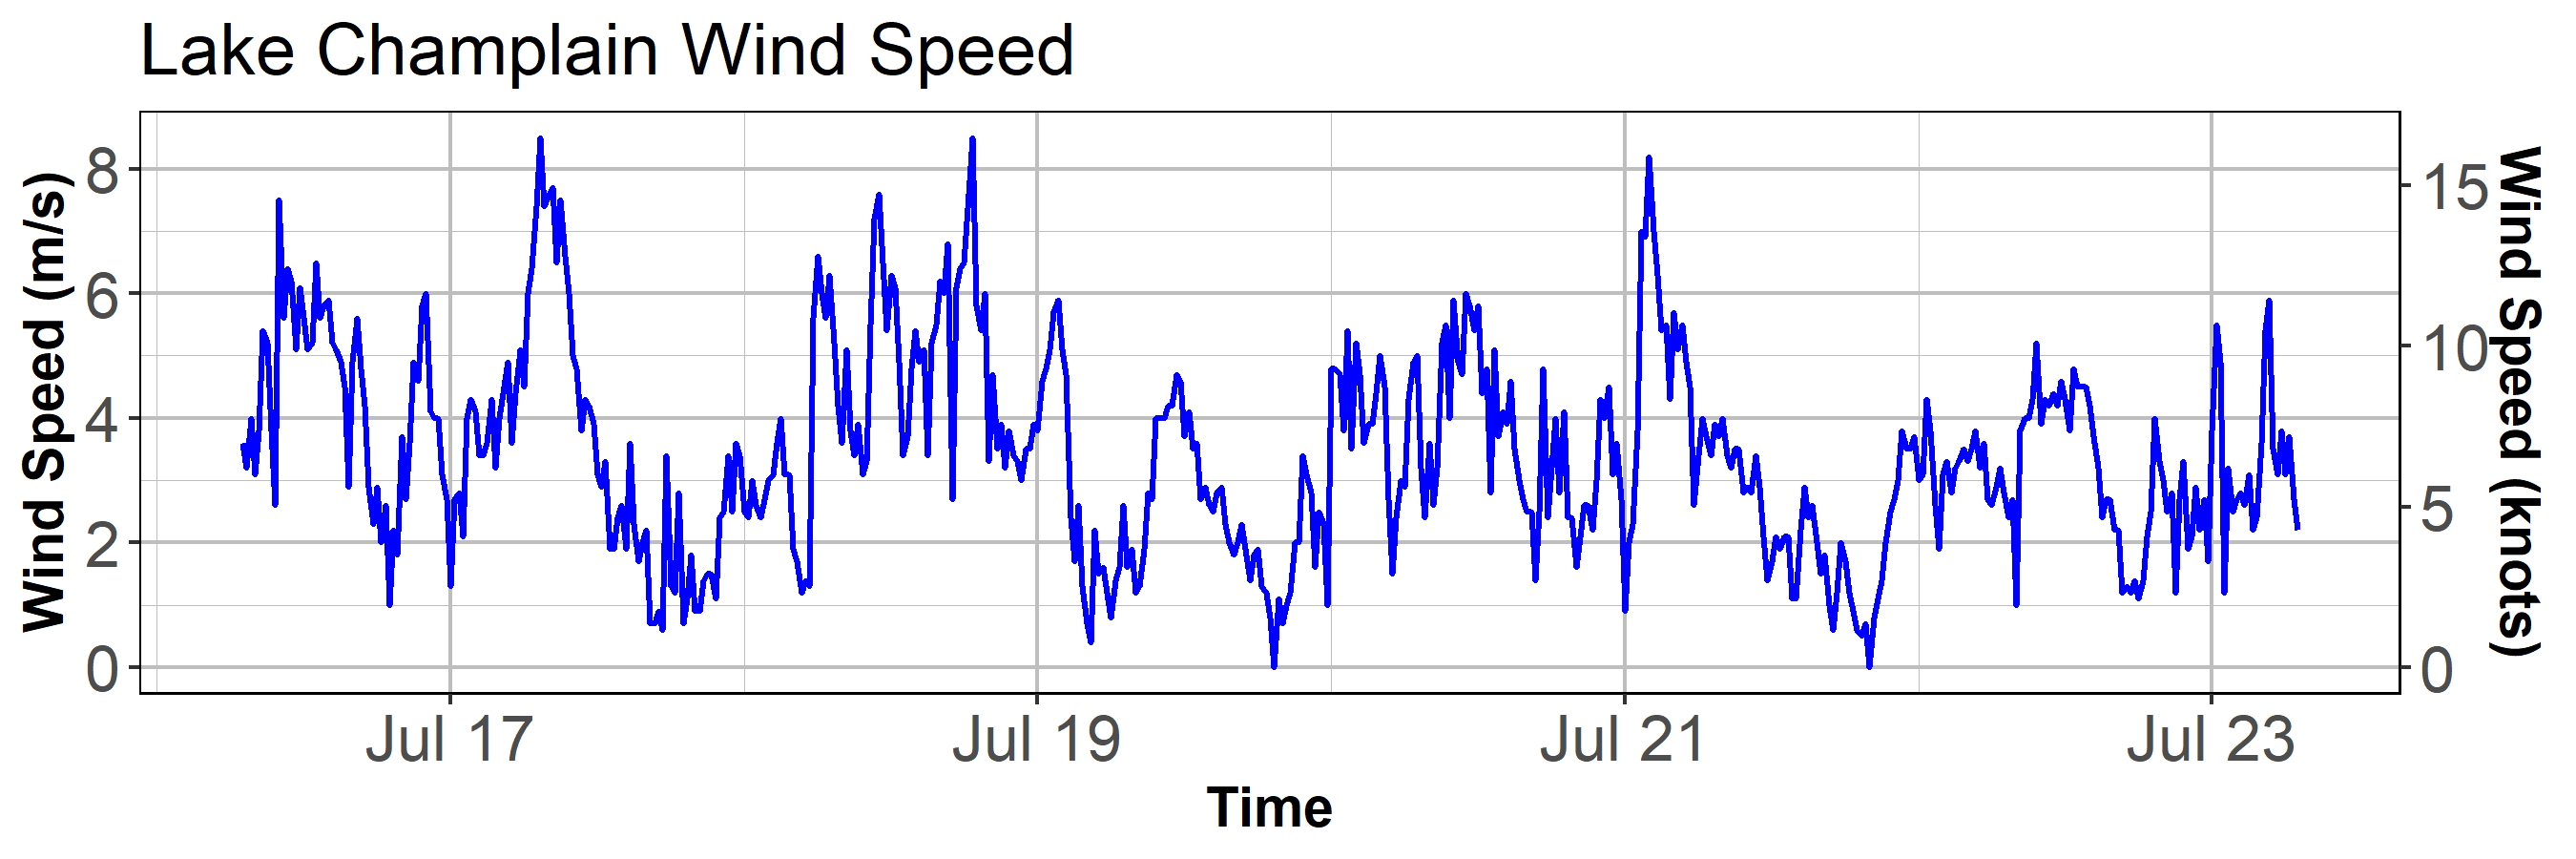 Lake Champlain Wind Speed
Wind Speed (m/s)
8
6
4
2
0
15
10
5
0
Wind Speed (knots)
Jul 17
Jul 19
Jul 21
Jul 23
Time